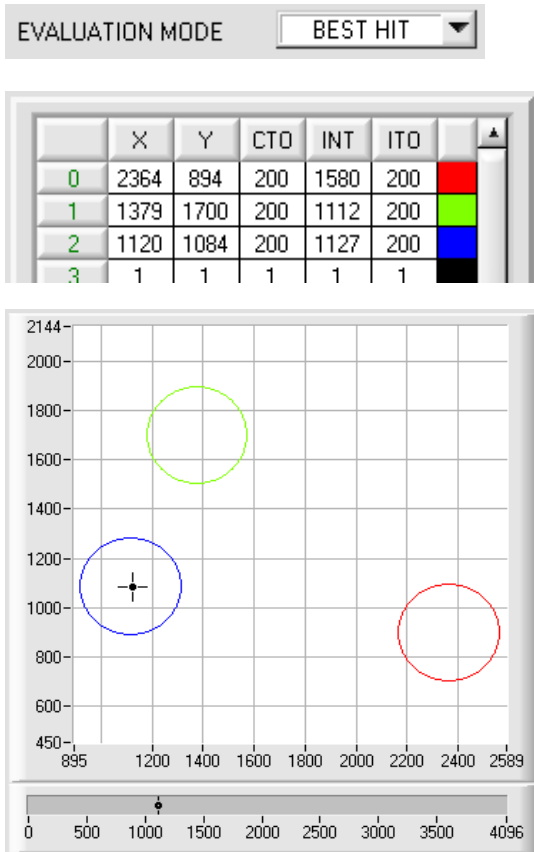 EVALUATION MODE BEST HIT
X Y CTO INT ITO
0 2364 894 200 1580 200
1 1379 1700 200 1112 200
2 1120 1084 200 1127 200
3 1 1 1 1 1
2144
2000
1800
1600
1400
1200
1000
800
600
450
895 1200 1400 1600 1800 2000 2200 2400 2589
0 500 1000 1500 2000 2500 3000 3500 4096